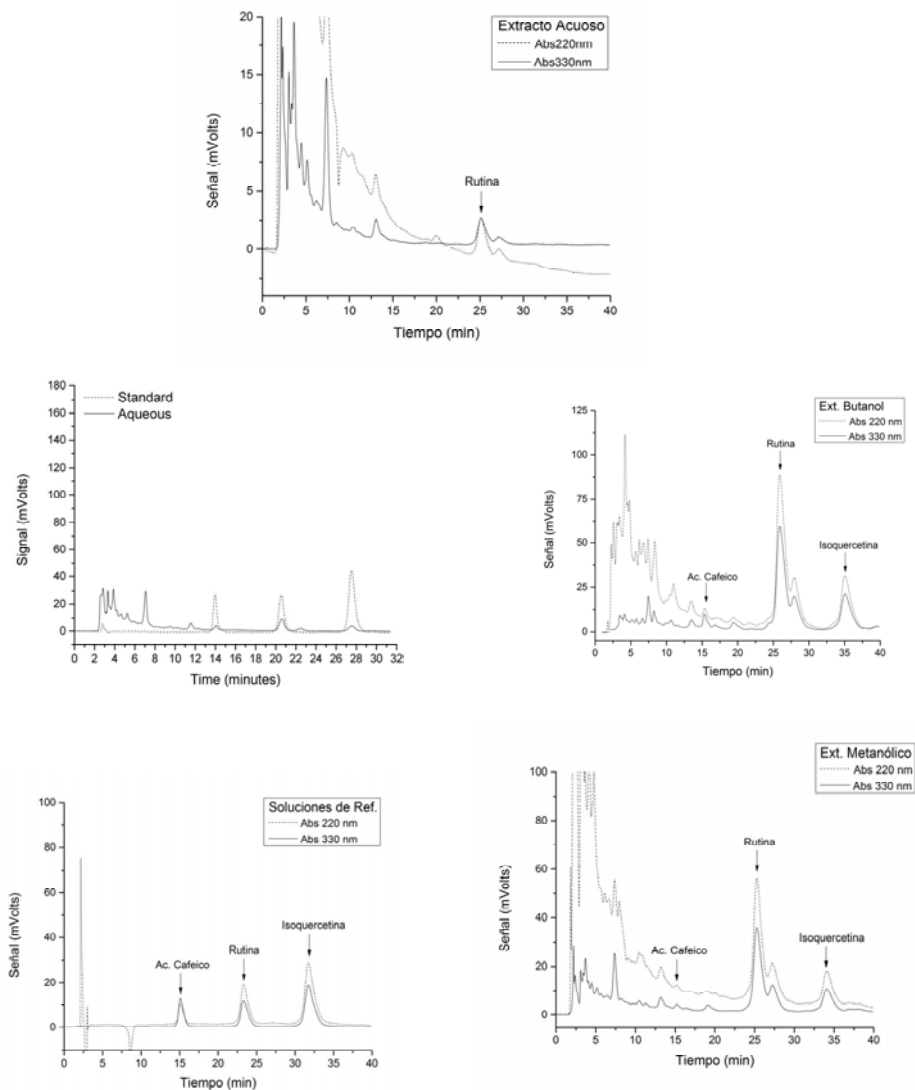 Extracto Acuoso
Abs220nm
Abs330nm
20
15
10
5
0
Señal (mVolts)
Rutina
0 5 10 15 20 25 30 35 40
Tiempo (min)
180
160
140
120
100
80
60
40
20
0
Signal (mVolts)
Standard
Aqueous
0 2 4 6 8 10 12 14 16 18 20 22 24 26 28 30 32
Time (minutes)
Ext. Butanol
Abs 220 nm
Abs 330 nm
125
100
75
50
25
0
Señal (mVolts)
Rutina
Isoquercetina
Ac. Cafeico
0 5 10 15 20 25 30 35 40
Tiempo (min)
Soluciones de Ref.
Abs 220 nm
Abs 330 nm
100
80
60
40
20
0
Señal (mVolts)
Isoquercetina
Rutina
Ac. Cafeico
0 5 10 15 20 25 30 35 40
Tiempo (min)
Ext. Metanólico
Abs 220 nm
Abs 330 nm
100
80
60
40
20
0
Señal (mVolts)
Rutina
Isoquercetina
Ac. Cafeico
0 5 10 15 20 25 30 35 40
Tiempo (min)